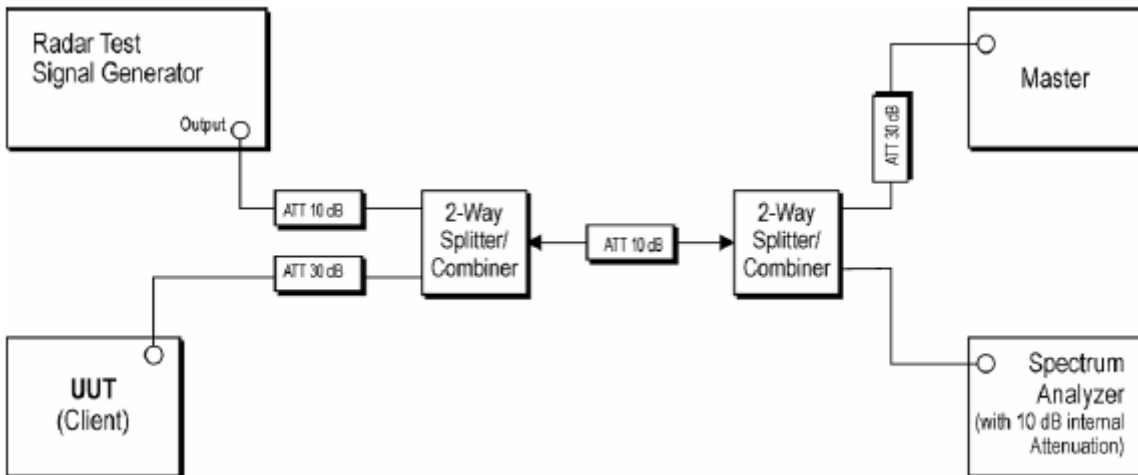 Radar Test
Signal Generator
Output
ATT 10 dB
ATT 30 dB
2-Way
Splitter/
Combiner
ATT 10 dB
2-Way
Splitter/
Combiner
ATT 30 dB
Master
UUT
(Client)
Spectrum
Analyzer
(with 10 dB internal
Attenuation)